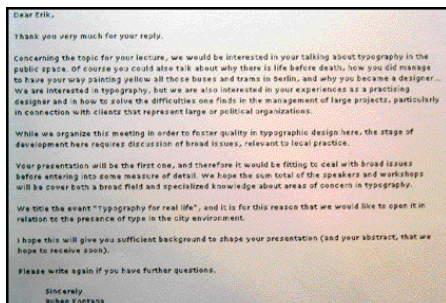 Dear Erik,
Thank you very much for your reply.
Concerning the topic for your lecture, we would be interested in your talking about typography in the
public space. Of course you could also talk about why there is life before death, how you did manage
to have your way painting yellow all those buses and trams in Berlin, and why you became a designer...
We are interested in typography, but we are also interested in your experiences as a practising
designer and in how to solve the difficulties one finds in the management of large projects, particularly
in connection with clients that represent large or political organizations.
While we organize this meeting in order to foster quality in typographic design here, the stage of
development here requires discussion of broad issues, relevant to local practice.
Your presentation will be the first one, and therefore it would be fitting to deal with broad issues
before entering into some measure of detail. We hope the sum total of the speakers and workshops
will be cover both a broad field and specialized knowledge about areas of concern in typography.
We title the event "Typography for real life", and it is for this reason that we would like to open it in
relation to the presence of type in the city environment.
I hope this will give you sufficient background to shape your presentation (and your abstract, that we
hope to receive soon).
Please write again if you have further questions.
Sincerely
Ruben Fontana